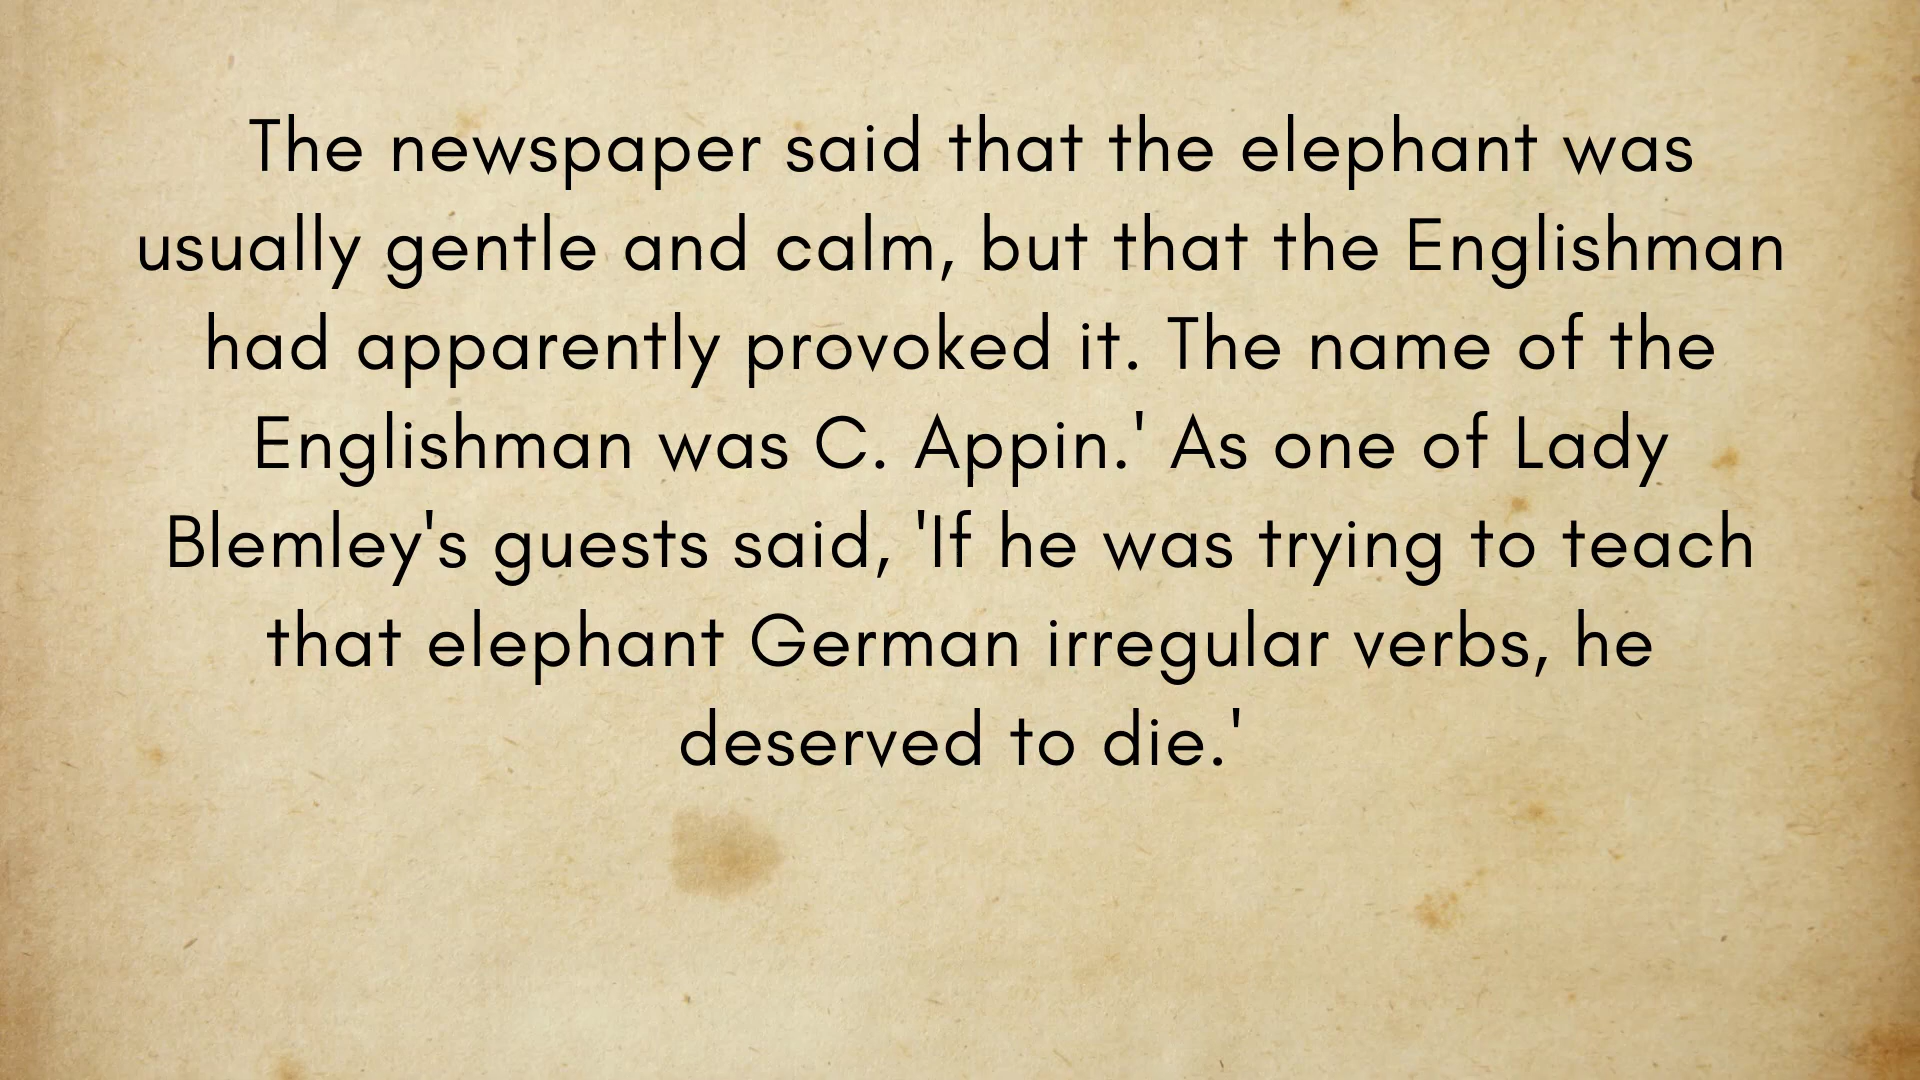 The newspaper said that the elephant was
usually gentle and calm, but that the Englishman
had apparently provoked it. The name of the
Englishman was C. Appin.' As one of Lady
Blemley's guests said, 'If he was trying to teach
that elephant German irregular verbs, he
deserved to die.'